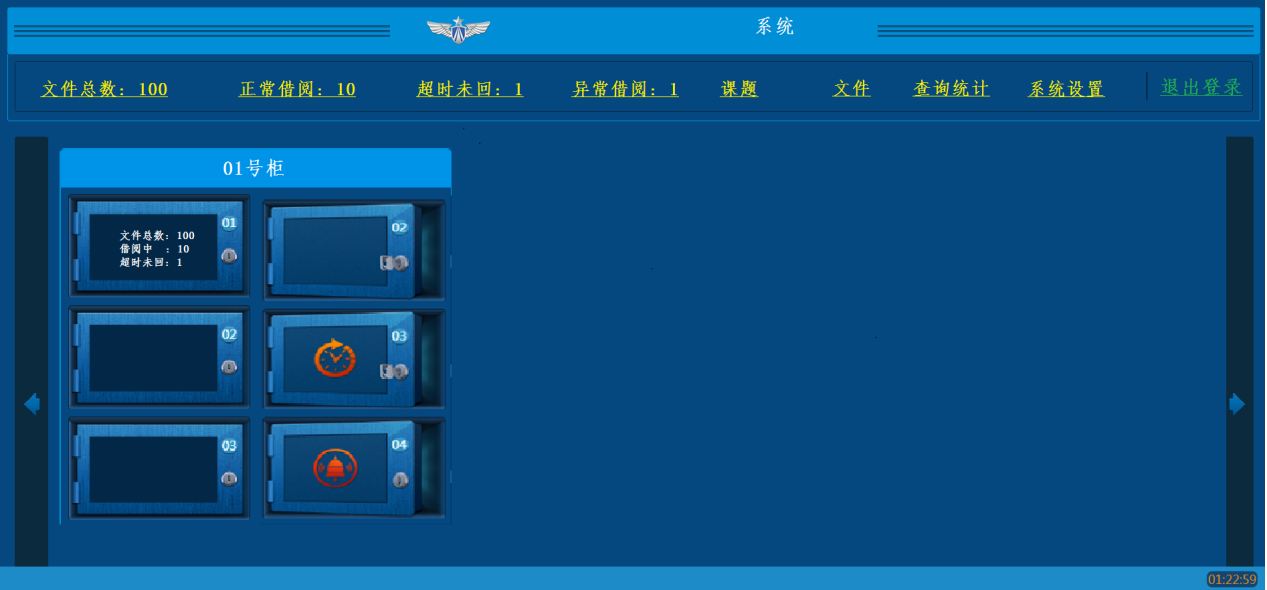 系统
文件总数：100 正常借阅：10 超时未回：1 异常借阅：1 课题 文件 查询统计 系统设置 退出登录
01号柜
01
文件总数：100
借阅中 ：10
超时未回：1
02
02
03
03
04
01:22:59